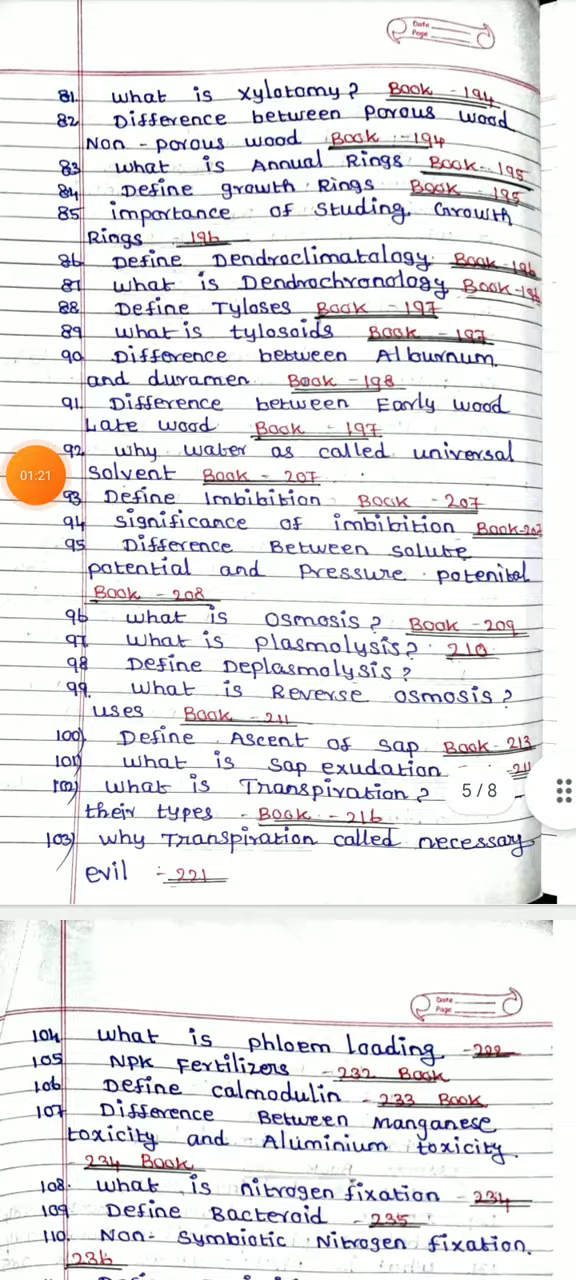 Date
Page
81. What is xylotomy? Book - 194
82. Difference between Porous wood
Non - porous wood Book - 194
83 What is Annual Rings Book - 195
84 Define growth Rings Book - 195
85 importance of Studing Growth
Rings - 196
86 Define Dendroclimatalogy. Book - 196
87 What is Dendrochronology Book - 196
88 Define Tyloses Book - 197
89 What is tylosoids Book - 197
90 Difference between Alburnum.
and duramen Book - 198
91. Difference between Early wood
Late wood Book - 197
92 why water as called universal
01:21
Solvent Book - 207
93 Define Imbibition Book - 207
94 significance of imbibition Book-207
95 Difference Between solute
potential and Pressure potenital
Book - 208
96 What is osmosis? Book - 209
97 What is plasmolysis? 210
98 Define Deplasmolysis?
99. What is Reverse osmosis?
uses Book - 211
100) Define Ascent of sap Book - 213
101) What is sap exudation - 211
102) What is Transpiration?
5 / 8
their types - Book - 216
103) why Transpiration called necessary
evil - 221
Date
Page
104 What is phloem loading - 222
105 NPK Fertilizers - 232 Book
106 Define calmodulin - 233 Book
107 Difference Between Manganese
toxicity and Aluminium toxicity.
- 234 Book
108. What is nitrogen fixation - 234
109 Define Bacteroid - 235
110. Non - Symbiotic Nitrogen fixation.
236